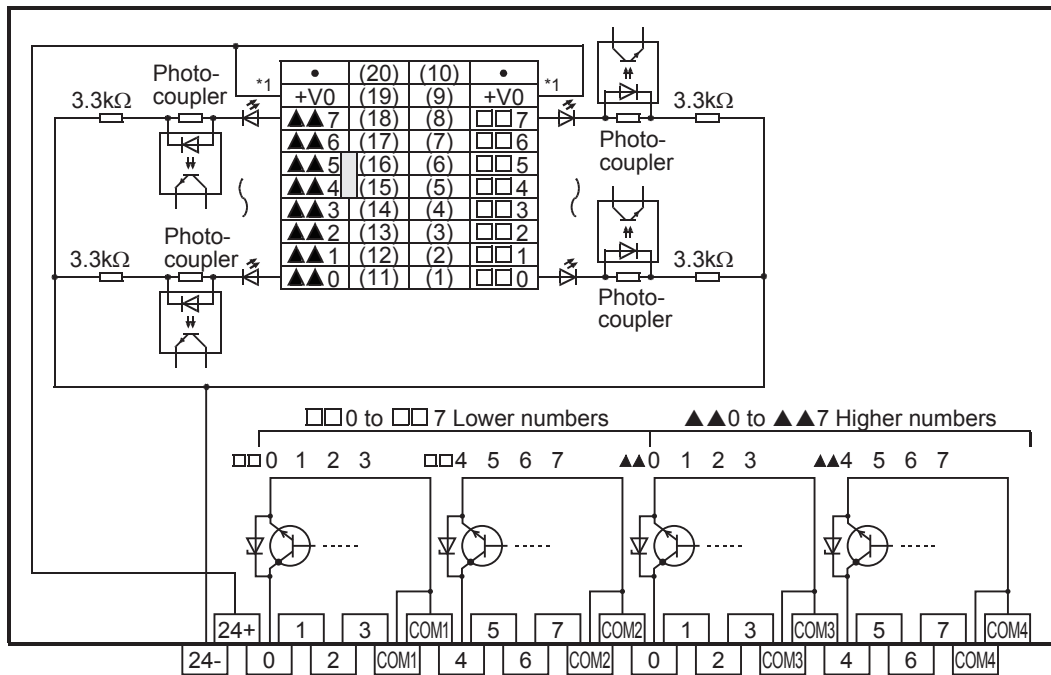 Photo-
coupler
3.3kΩ
*1
• (20) (10) •
+V0 (19) (9) +V0
▲▲7 (18) (8) □□7
▲▲6 (17) (7) □□6
▲▲5 (16) (6) □□5
▲▲4 (15) (5) □□4
▲▲3 (14) (4) □□3
▲▲2 (13) (3) □□2
▲▲1 (12) (2) □□1
▲▲0 (11) (1) □□0
*1
3.3kΩ
Photo-
coupler
Photo-
coupler
3.3kΩ
3.3kΩ
Photo-
coupler
□□0 to □□7 Lower numbers ▲▲0 to ▲▲7 Higher numbers
□□0 1 2 3 □□4 5 6 7 ▲▲0 1 2 3 ▲▲4 5 6 7
24+ 1 3 COM1 5 7 COM2 1 3 COM3 5 7 COM4
24- 0 2 COM1 4 6 COM2 0 2 COM3 4 6 COM4